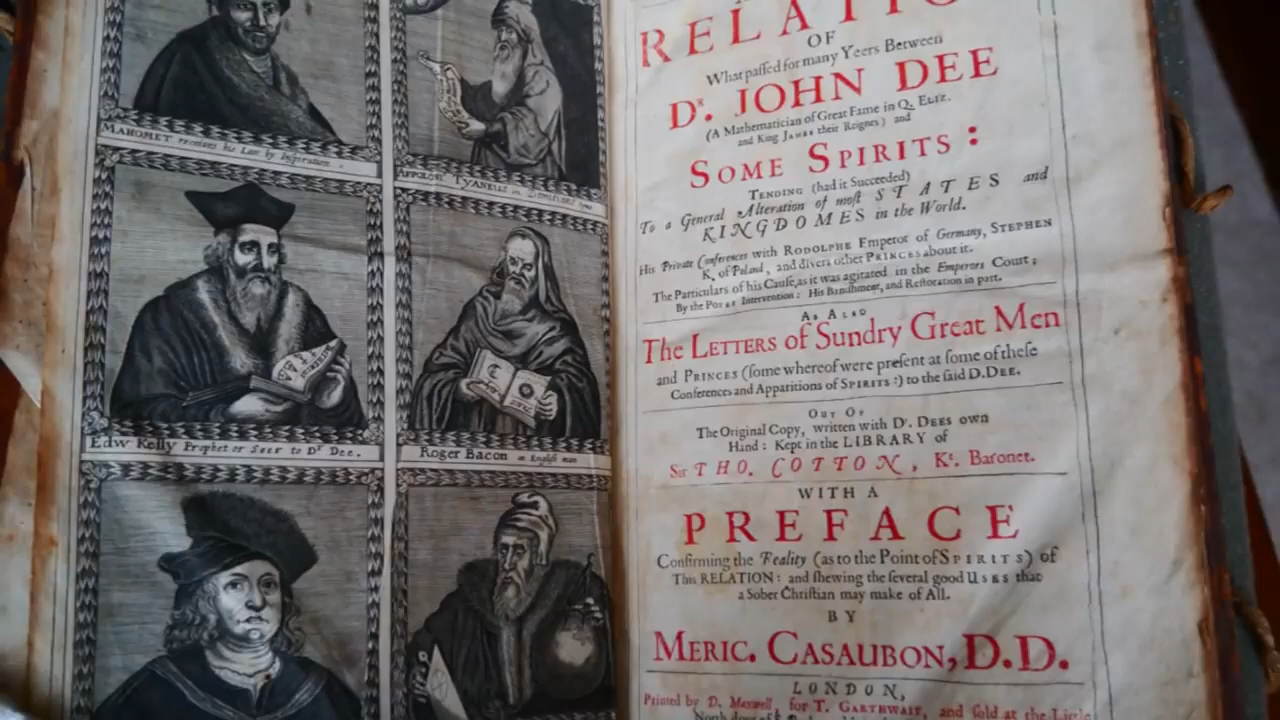 MAHOMET receives his Law by Inspiration.
APPOLON: TYANEUS in Domitians tyme
Edw Kelly Prophet or Seer to Dr Dee.
Roger Bacon an English man
RELATIO
OF
What paſſed for many Yeers Between
Dr. JOHN DEE
(A Mathematician of Great Fame in Q. ELIZ.
and King JAMES their Reignes) and
SOME SPIRITS:
TENDING (had it Succeeded)
To a General Alteration of moſt STATES and
KINGDOMES in the World.
His Private Conferences with RODOLPHE Emperor of Germany, STEPHEN
K. of Poland, and divers other PRINCES about it.
The Particulars of his Cauſe, as it was agitated in the Emperors Court;
By the POPES Intervention: His Baniſhment, and Reſtoration in part.
AS ALSO
The LETTERS of Sundry Great Men
and PRINCES (ſome whereof were preſent at ſome of theſe
Conferences and Apparitions of SPIRITS:) to the ſaid D. DEE.
OUT OF
The Original Copy, written with Dr. DEES own
Hand: Kept in the LIBRARY of
Sir THO. COTTON, Kt. Baronet.
WITH A
PREFACE
Confirming the Reality (as to the Point of SPIRITS) of
This RELATION: and ſhewing the ſeveral good USES that
a Sober Chriſtian may make of All.
BY
MERIC. CASAUBON, D.D.
LONDON,
Printed by D. Maxwell, for T. GARTHWAIT, and ſold at the Little
North door of